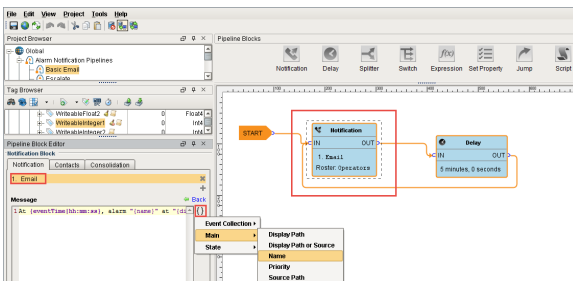 File Edit View Project Tools Help
Project Browser
Global
Alarm Notification Pipelines
Basic Email
Escalate
Tag Browser
WriteableFloat2 0 Float4
WriteableInteger1 0 Int4
WriteableInteger2 0 Int4
Pipeline Block Editor
Notification Block
Notification Contacts Consolidation
1 Email
Message
Back
1 At {eventTime|hh:mm:ss}, alarm "{name}" at "{di
{}
Event Collection
Main
State
Display Path
Display Path or Source
Name
Priority
Source Path
Pipeline Blocks
Notification Delay Splitter Switch Expression Set Property Jump Script
START
Notification
IN OUT
1. Email
Roster: Operators
Delay
IN OUT
5 minutes, 0 seconds